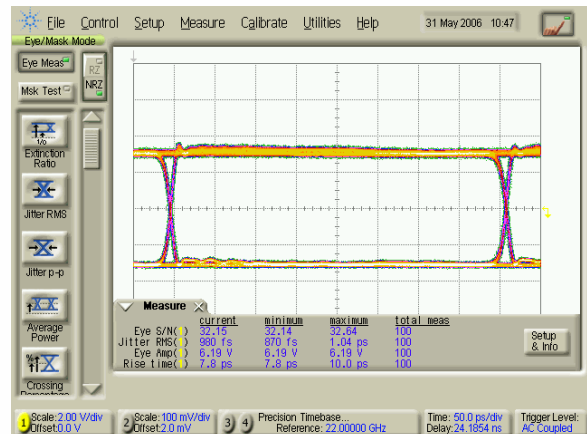 File Control Setup Measure Calibrate Utilities Help 31 May 2006 10:47
Eye/Mask Mode
Eye Meas
RZ
NRZ
Msk Test
1/0
Extinction
Ratio
Jitter RMS
Jitter p-p
Average
Power
%
Crossing
Percentage
Measure
current minimum maximum total meas
Eye S/N(1) 32.15 32.14 32.64 100
Jitter RMS(1) 980 fs 870 fs 1.04 ps 100
Eye Amp(1) 6.19 V 6.19 V 6.19 V 100
Rise time(1) 7.8 ps 7.8 ps 10.0 ps 100
Setup
& Info
1 Scale:2.00 V/div
Offset:0.0 V
2 Scale:100 mV/div
Offset:2.0 mV
3 4
Precision Timebase...
Reference: 22.00000 GHz
Time: 50.0 ps/div
Delay:24.1854 ns
Trigger Level:
AC Coupled